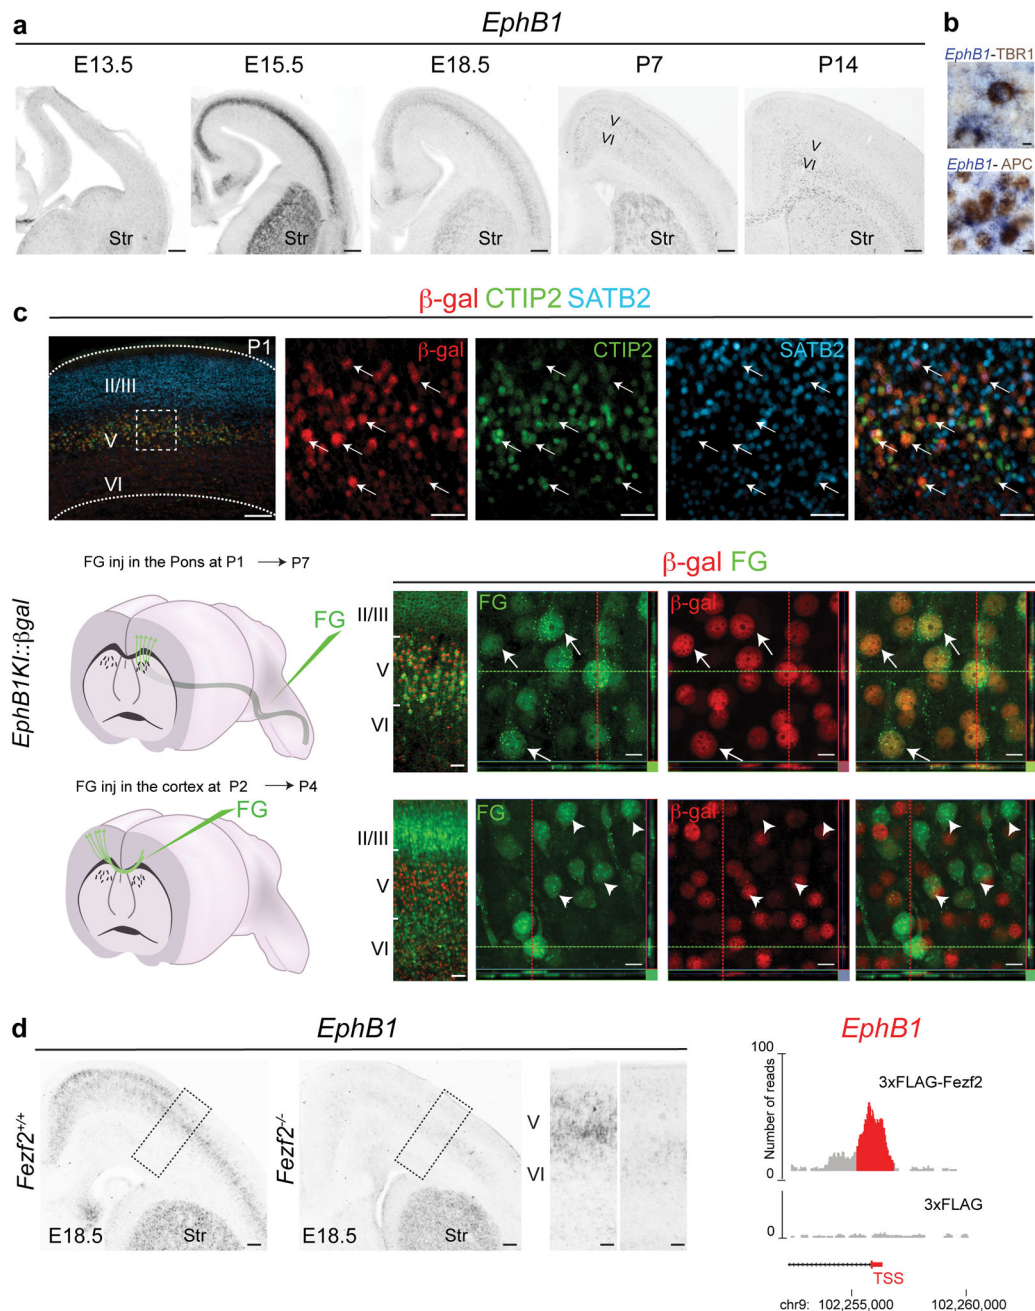 a
EphB1
E13.5 E15.5 E18.5 P7 P14
V
VI
V
VI
Str Str Str Str Str
b
EphB1-TBR1
EphB1- APC
c
β-gal CTIP2 SATB2
P1
II/III
V
VI
β-gal
CTIP2
SATB2
EphB1KI::βgal
FG inj in the Pons at P1 → P7
FG
β-gal FG
II/III
V
VI
FG
β-gal
FG inj in the cortex at P2 → P4
FG
II/III
V
VI
FG
β-gal
d
EphB1
Fezf2+/+
E18.5 Str
Fezf2-/-
E18.5 Str
V
VI
EphB1
Number of reads
100
0
3xFLAG-Fezf2
0
3xFLAG
TSS
chr9: 102,255,000 102,260,000